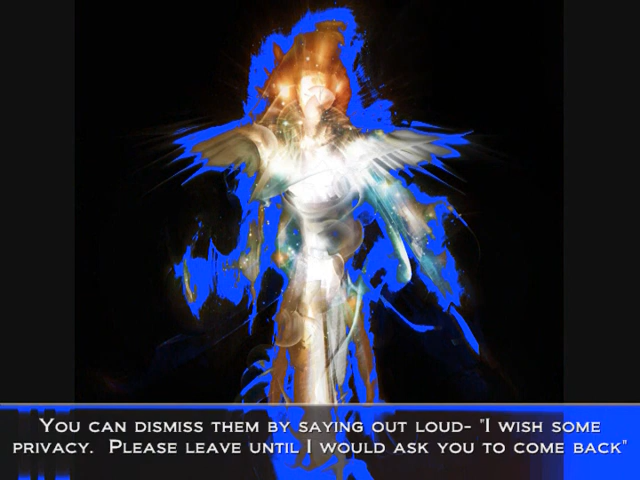 You can dismiss them by saying out loud- "I wish some
privacy. Please leave until I would ask you to come back"